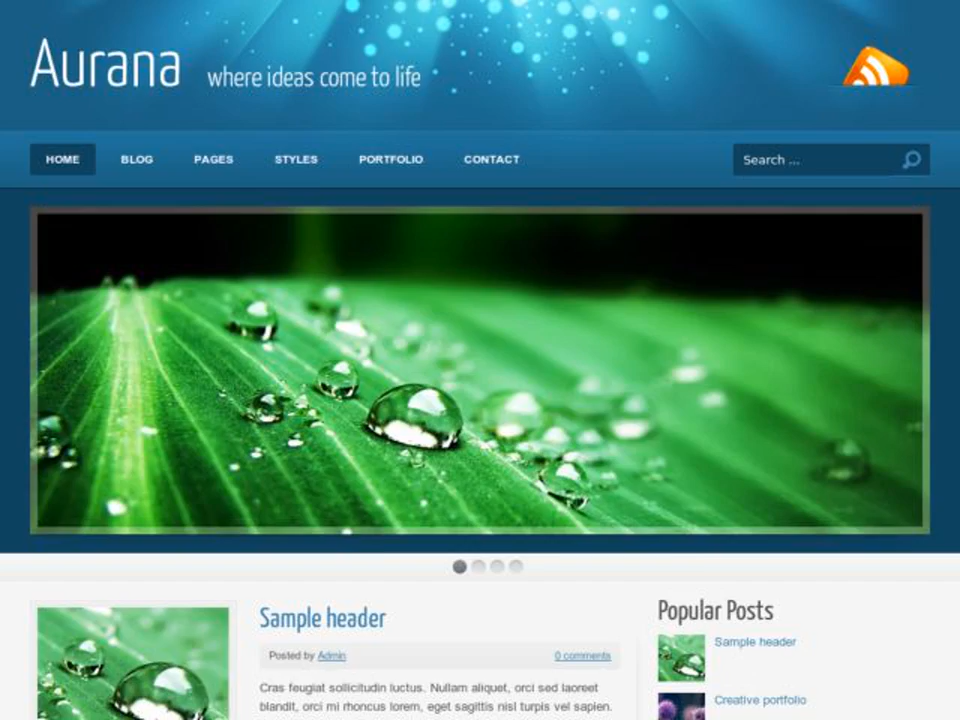 Aurana where ideas come to life
HOME BLOG PAGES STYLES PORTFOLIO CONTACT Search ...
Sample header
Posted by Admin 0 comments
Cras feugiat sollicitudin luctus. Nullam aliquet, orci sed laoreet
blandit, orci mi rhoncus lorem, eget sagittis nisl turpis vel sapien.
Popular Posts
Sample header
Creative portfolio